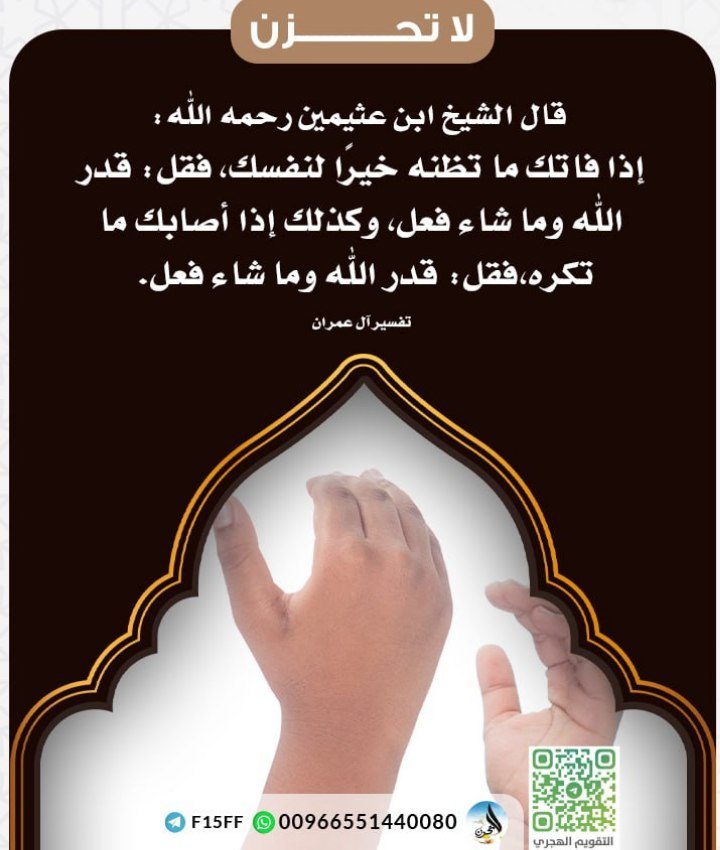 لا تحـــــزن
قال الشيخ ابن عثيمين رحمه الله :
إذا فاتك ما تظنه خيرًا لنفسك، فقل: قدر
الله وما شاء فعل، وكذلك إذا أصابك ما
تكره،فقل: قدر الله وما شاء فعل.
تفسير آل عمران
F15FF 00966551440080
التقويم الهجري